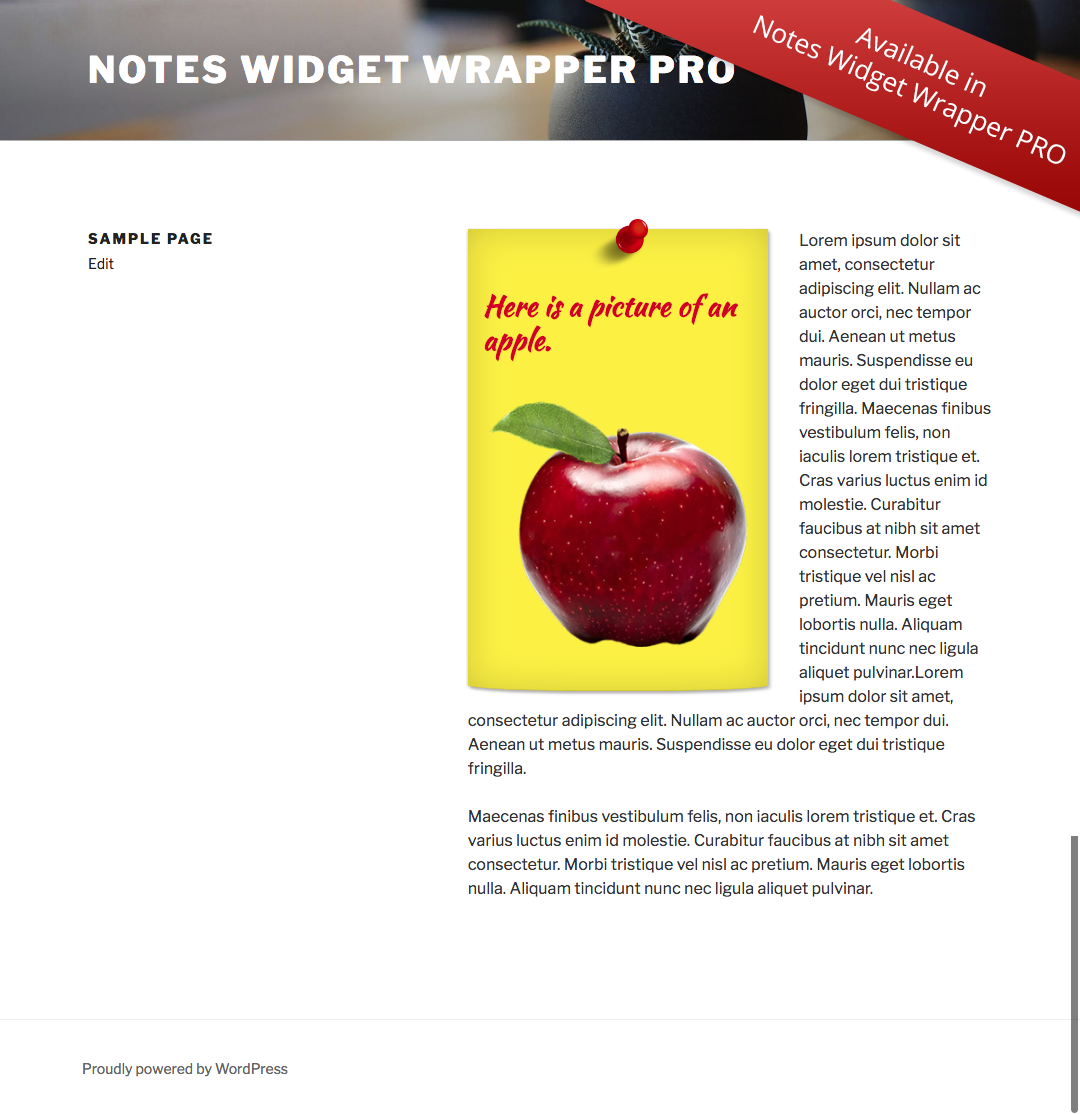 NOTES WIDGET WRAPPER PRO
Available in
Notes Widget Wrapper PRO
SAMPLE PAGE
Edit
Here is a picture of an
apple.
Lorem ipsum dolor sit
amet, consectetur
adipiscing elit. Nullam ac
auctor orci, nec tempor
dui. Aenean ut metus
mauris. Suspendisse eu
dolor eget dui tristique
fringilla. Maecenas finibus
vestibulum felis, non
iaculis lorem tristique et.
Cras varius luctus enim id
molestie. Curabitur
faucibus at nibh sit amet
consectetur. Morbi
tristique vel nisl ac
pretium. Mauris eget
lobortis nulla. Aliquam
tincidunt nunc nec ligula
aliquet pulvinar.Lorem
ipsum dolor sit amet,
consectetur adipiscing elit. Nullam ac auctor orci, nec tempor dui.
Aenean ut metus mauris. Suspendisse eu dolor eget dui tristique
fringilla.
Maecenas finibus vestibulum felis, non iaculis lorem tristique et. Cras
varius luctus enim id molestie. Curabitur faucibus at nibh sit amet
consectetur. Morbi tristique vel nisl ac pretium. Mauris eget lobortis
nulla. Aliquam tincidunt nunc nec ligula aliquet pulvinar.
Proudly powered by WordPress